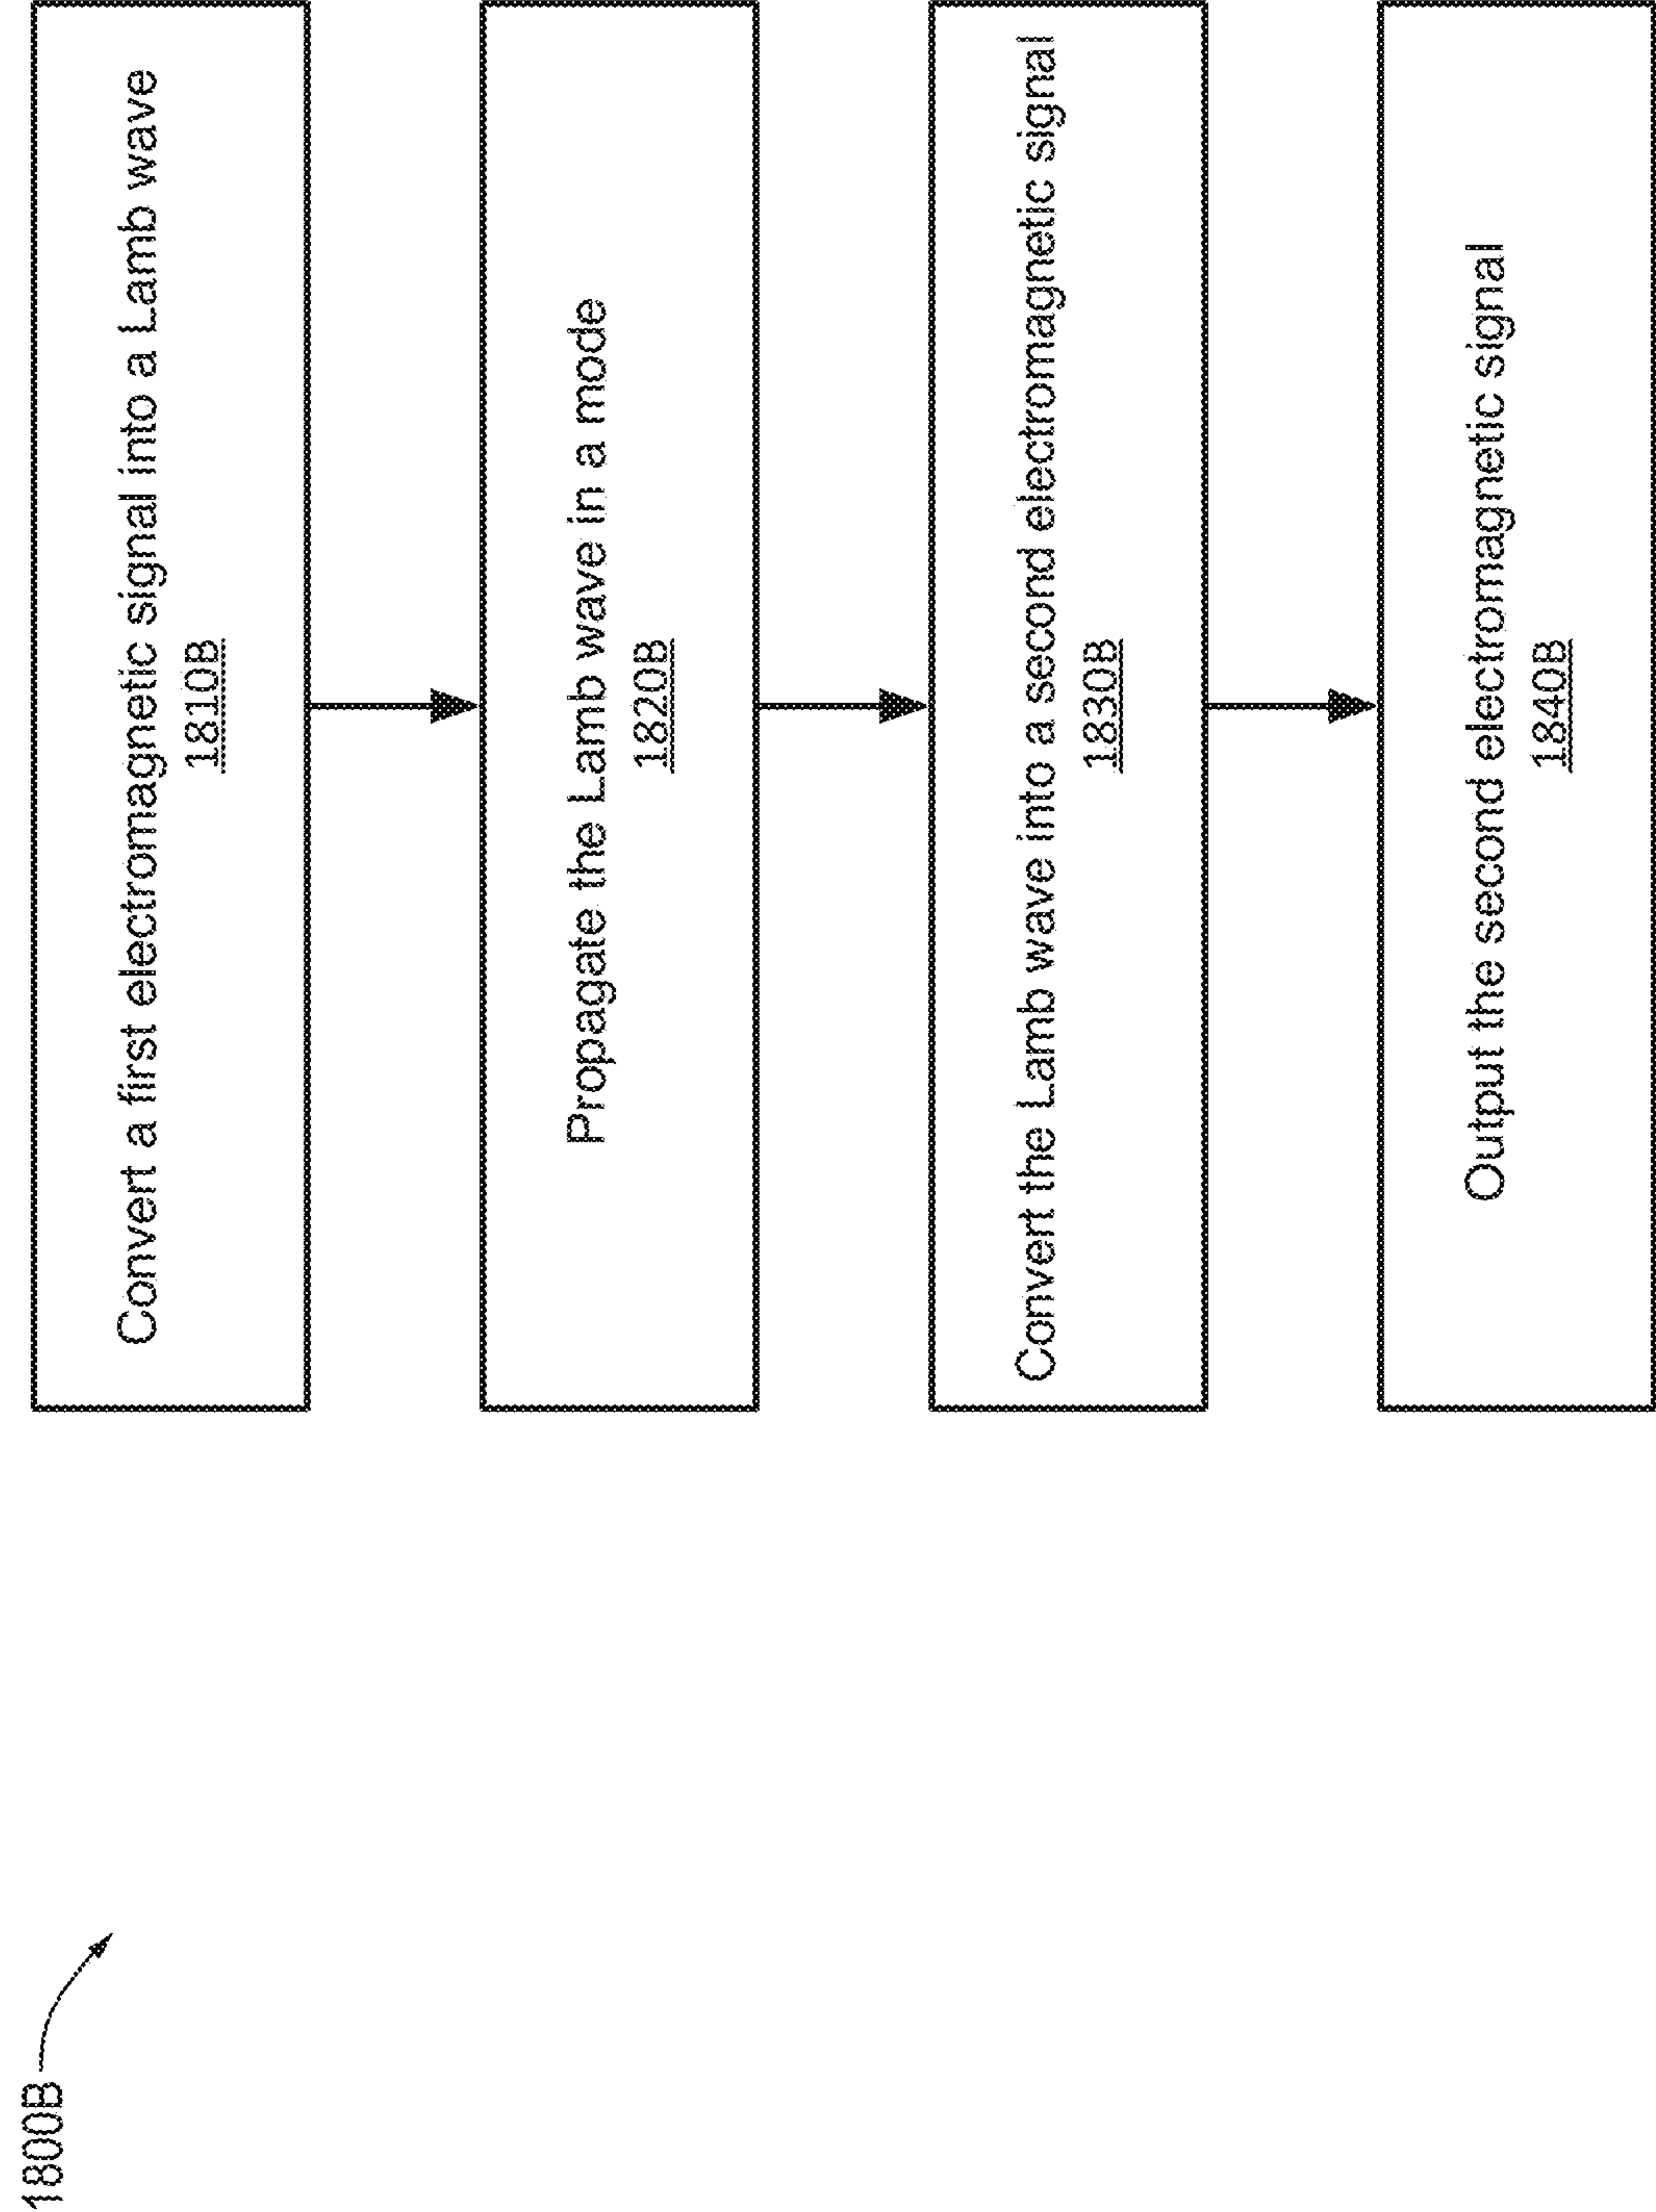 1800B
Convert a first electromagnetic signal into a Lamb wave
1810B
Propagate the Lamb wave in a mode
1820B
Convert the Lamb wave into a second electromagnetic signal
1830B
Output the second electromagnetic signal
1840B